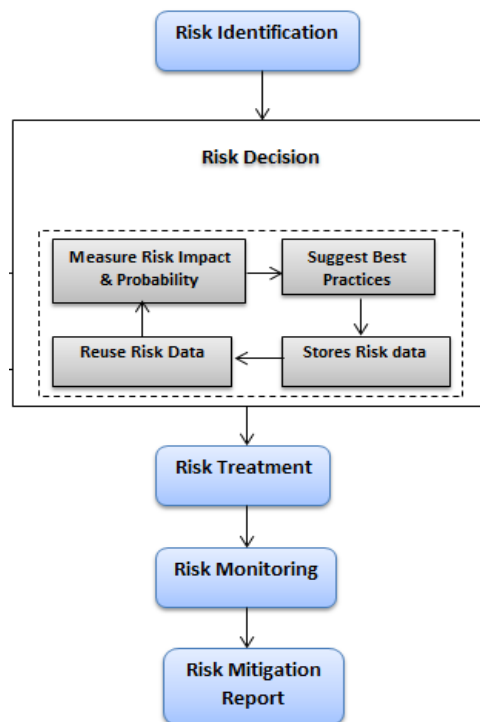 Risk Identification
Risk Decision
Measure Risk Impact
& Probability
Suggest Best
Practices
Reuse Risk Data
Stores Risk data
Risk Treatment
Risk Monitoring
Risk Mitigation
Report